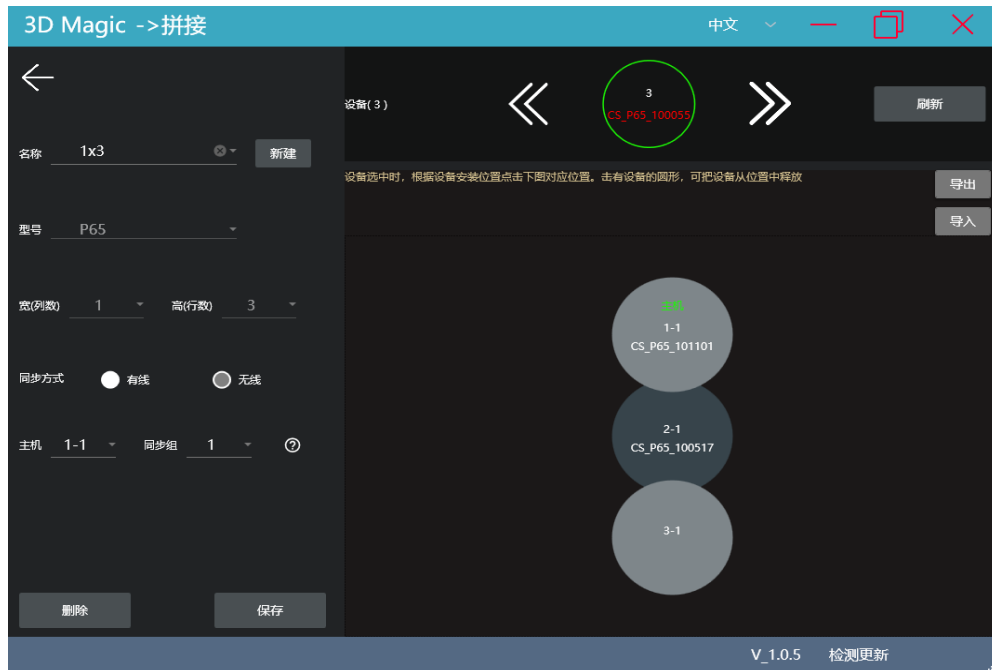 3D Magic ->拼接
中文
设备(3)
3
CS_P65_100055
刷新
名称 1x3 新建
设备选中时，根据设备安装位置点击下图对应位置。击有设备的圆形，可把设备从位置中释放
导出
导入
型号 P65
宽(列数) 1 高(行数) 3
主机
1-1
CS_P65_101101
同步方式 有线 无线
主机 1-1 同步组 1 ?
2-1
CS_P65_100517
3-1
删除 保存
V_1.0.5 检测更新